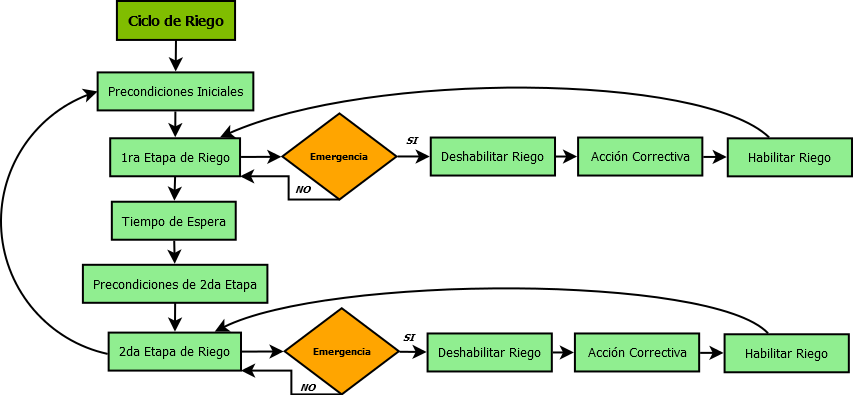 Ciclo de Riego
Precondiciones Iniciales
1ra Etapa de Riego
Emergencia
SI
NO
Deshabilitar Riego
Acción Correctiva
Habilitar Riego
Tiempo de Espera
Precondiciones de 2da Etapa
2da Etapa de Riego
Emergencia
SI
NO
Deshabilitar Riego
Acción Correctiva
Habilitar Riego